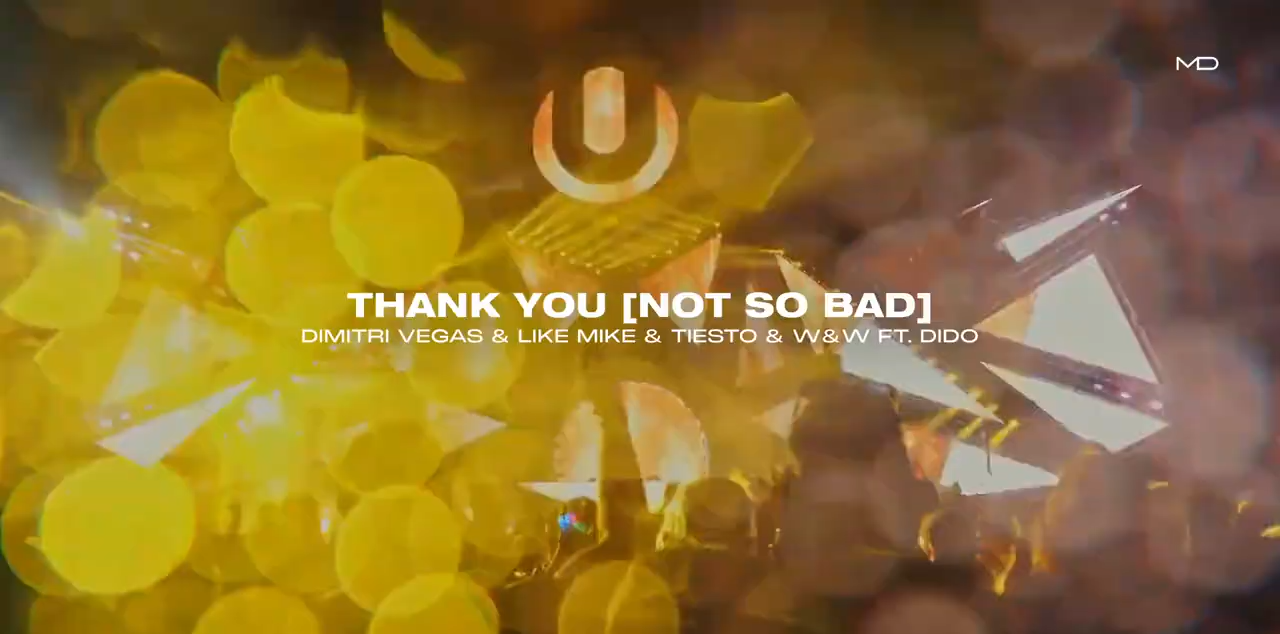 MD
THANK YOU [NOT SO BAD]
DIMITRI VEGAS & LIKE MIKE & TIESTO & W&W FT. DIDO